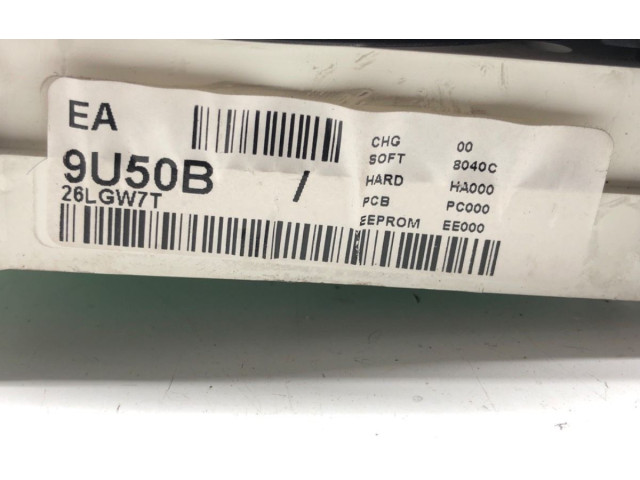 EA
9U50B /
26LGW7T
CHG 00
SOFT 8040C
HARD HA000
PCB PC000
EEPROM EE000